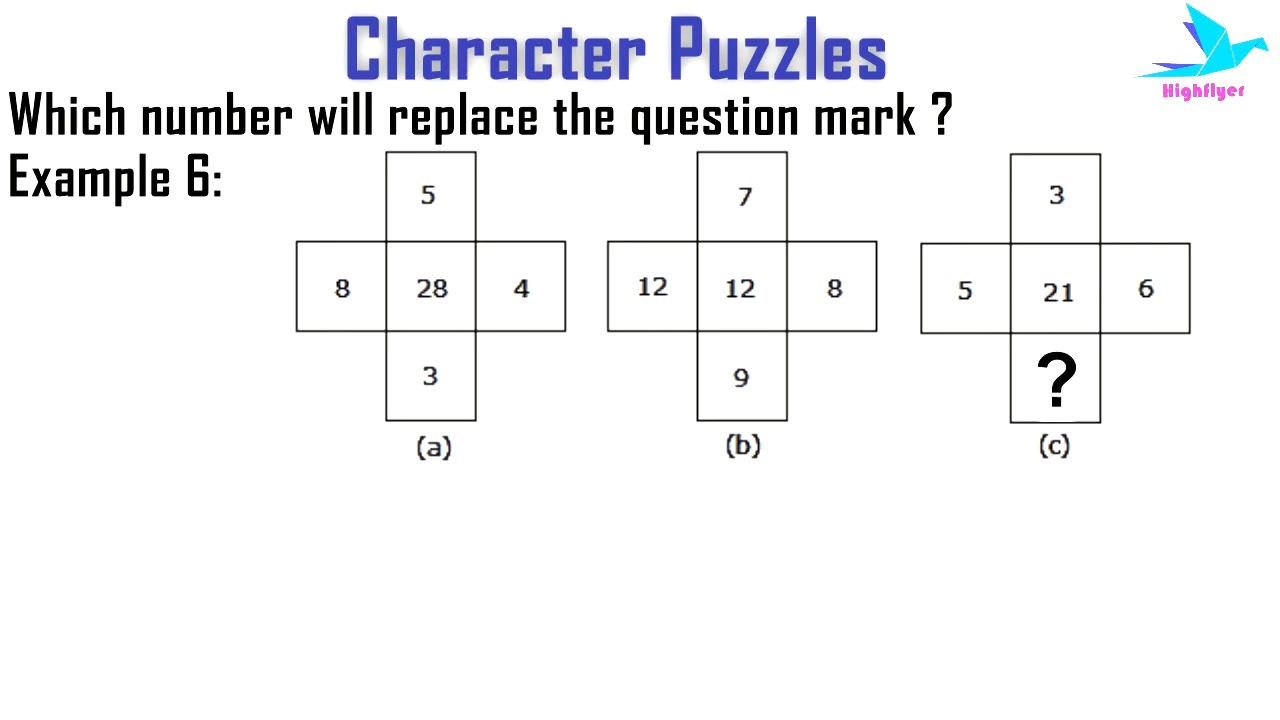 Character Puzzles
Highflyer
Which number will replace the question mark ?
Example 6:
5
8 28 4
3
(a)
7
12 12 8
9
(b)
3
5 21 6
?
(c)